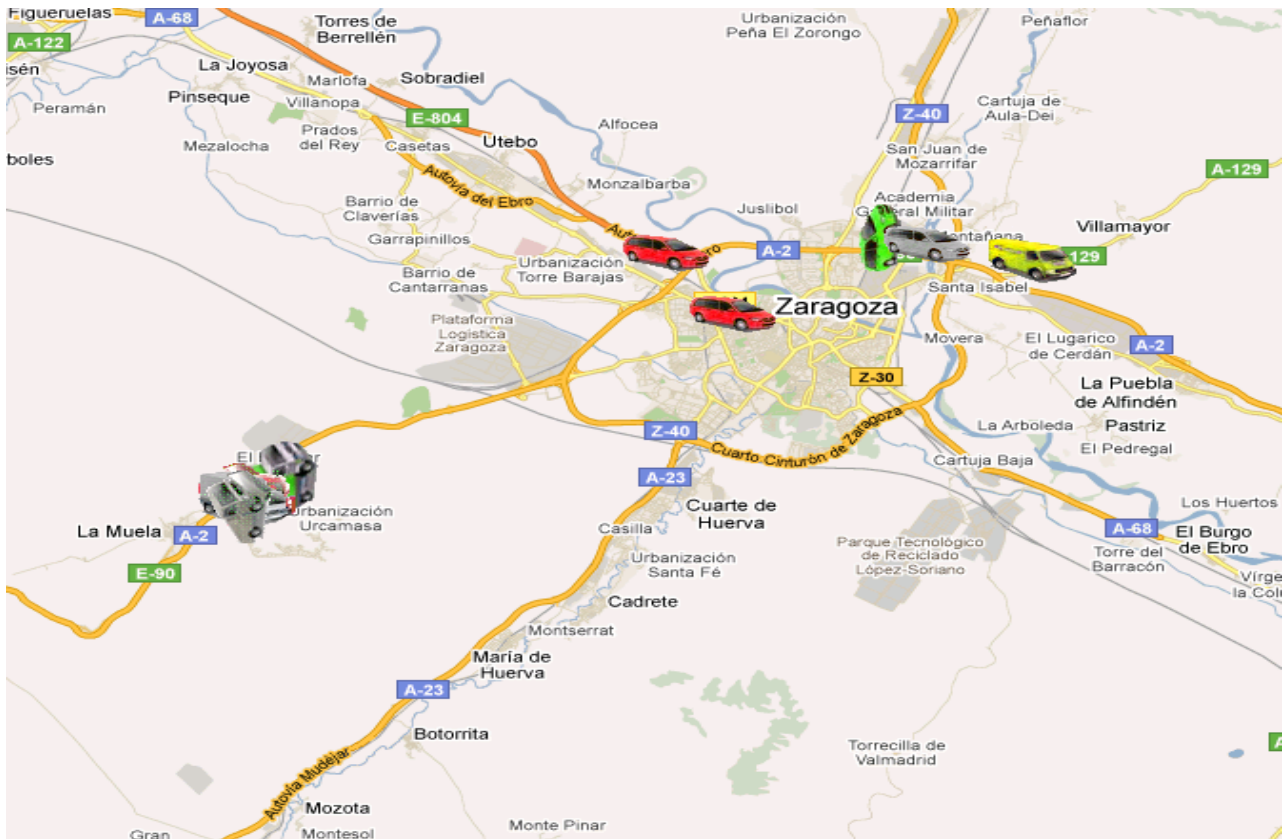 Figueruelas
A-68
Torres de
Berrellén
Urbanización
Peña El Zorongo
Peñaflor
A-122
La Joyosa
Marlofa
Sobradiel
Pinseque
Villanopa
Peramán
E-804
Z-40
Cartuja de
Aula-Dei
Prados
del Rey
Casetas
Utebo
Alfocea
Mezalocha
San Juan de
Mozarrifar
A-129
Autovía del Ebro
Monzalbarba
Barrio de
Claverías
Juslibol
Academia
General Militar
Villamayor
Garrapinillos
A-2
Urbanización
Torre Barajas
129
Barrio de
Cantarranas
Santa Isabel
Zaragoza
Plataforma
Logística
Zaragoza
Movera
El Lugarico
de Cerdán
A-2
Z-30
La Puebla
de Alfindén
Z-40
Cuarto Cinturón de Zaragoza
La Arboleda
Pastriz
El Pedregal
Cartuja Baja
A-23
Los Huertos
Cuarte de
Huerva
Urbanización
Urcamasa
La Muela
A-2
Casilla
Parque Tecnológico
de Reciclado
López-Soriano
A-68
El Burgo
de Ebro
Torre del
Barracón
E-90
Urbanización
Santa Fé
Cadrete
Montserrat
María de
Huerva
A-23
Botorrita
Torrecilla de
Valmadrid
Autovía Mudéjar
Mozota
Montesol
Monte Pinar